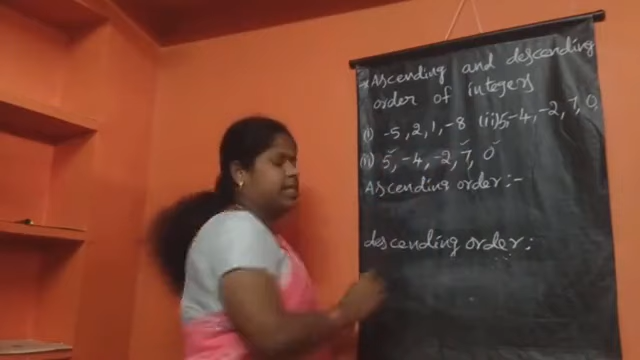 →Ascending and descending
order of integers
(i) -5, 2, 1, -8 (ii) 5, -4, -2, 7, 0,
(ii) 5, -4, -2, 7, 0
Ascending order:-
descending order: